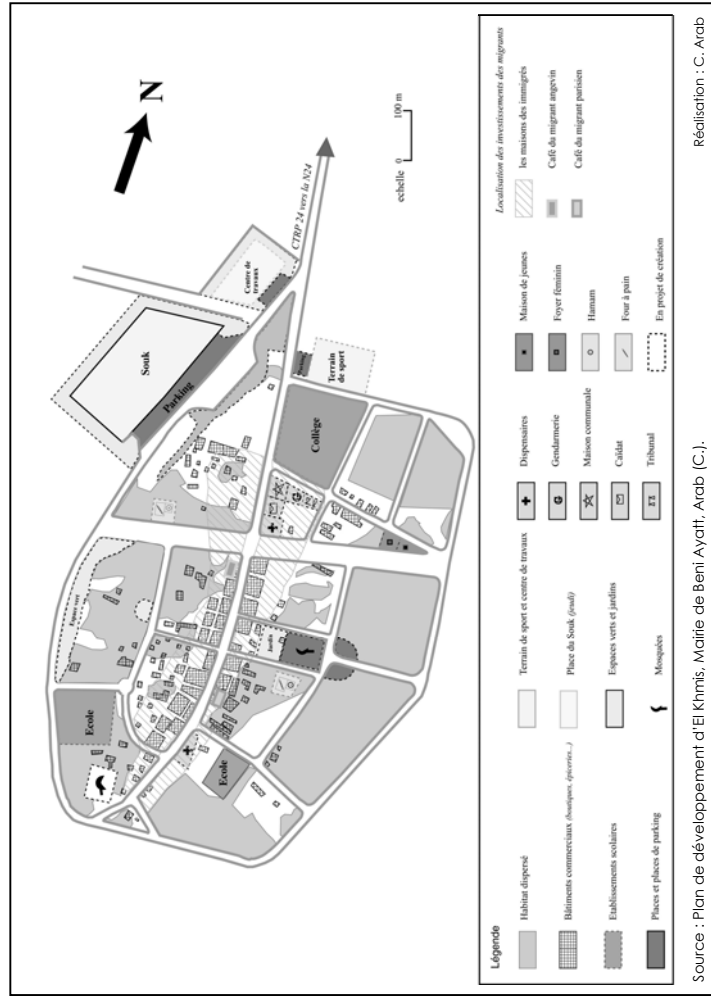 N
CTRP 24 vers la N24
echelle 0 100 m
Souk
Parking
Centre de
travaux
Parking
Terrain
de sport
Collège
Espace vert
Ecole
Jardin
Ecole
G
Légende
Habitat dispersé
Bâtiments commerciaux (boutiques, épiceries...)
Etablissements scolaires
Places et places de parking
Terrain de sport et centre de travaux
Place du Souk (jeudi)
Espaces verts et jardins
Mosquées
Dispensaires
G Gendarmerie
Maison communale
Caïdat
Tribunal
Maison de jeunes
Foyer féminin
Hamams
Four à pain
En projet de création
Localisation des investissements des migrants
les maisons des immigrés
Café du migrant angevin
Café du migrant parisien
Source : Plan de développement d'El Khmis, Mairie de Beni Ayatt, Arab (C.).
Réalisation : C. Arab